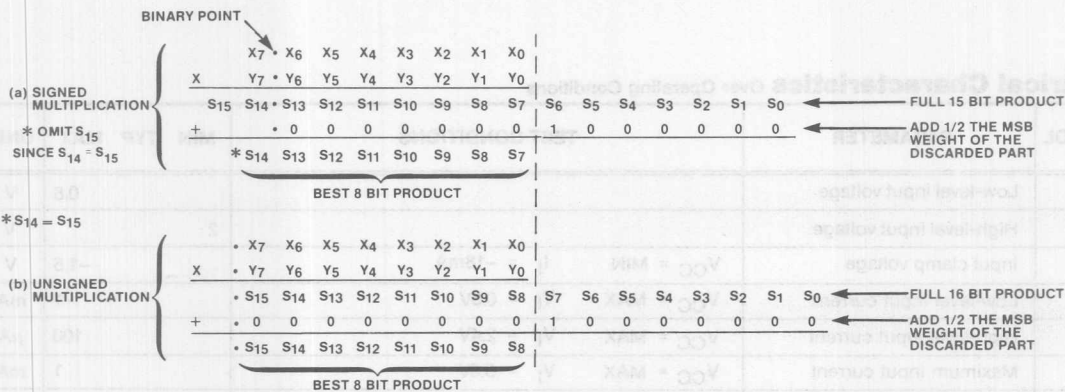 BINARY POINT
X7 • X6 X5 X4 X3 X2 X1 X0
X Y7 • Y6 Y5 Y4 Y3 Y2 Y1 Y0
(a) SIGNED
MULTIPLICATION
S15 S14 • S13 S12 S11 S10 S9 S8 S7 S6 S5 S4 S3 S2 S1 S0 FULL 15 BIT PRODUCT
* OMIT S15
SINCE S14 = S15
+ • 0 0 0 0 0 0 0 1 0 0 0 0 0 0 ADD 1/2 THE MSB
WEIGHT OF THE
DISCARDED PART
* S14 S13 S12 S11 S10 S9 S8 S7
BEST 8 BIT PRODUCT
* S14 = S15
• X7 X6 X5 X4 X3 X2 X1 X0
X • Y7 Y6 Y5 Y4 Y3 Y2 Y1 Y0
(b) UNSIGNED
MULTIPLICATION
• S15 S14 S13 S12 S11 S10 S9 S8 S7 S6 S5 S4 S3 S2 S1 S0 FULL 16 BIT PRODUCT
+ • 0 0 0 0 0 0 0 0 1 0 0 0 0 0 0 0 ADD 1/2 THE MSB
WEIGHT OF THE
DISCARDED PART
• S15 S14 S13 S12 S11 S10 S9 S8
BEST 8 BIT PRODUCT